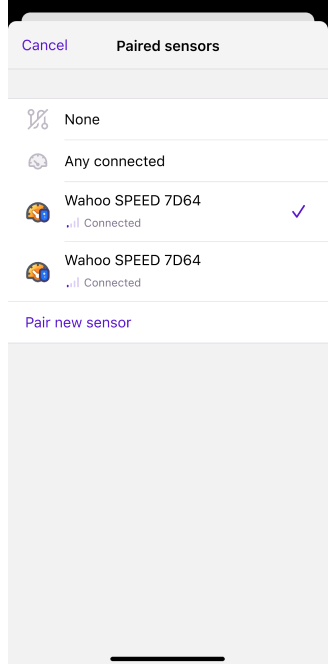 Cancel
Paired sensors
None
Any connected
Wahoo SPEED 7D64
Connected
Wahoo SPEED 7D64
Connected
Pair new sensor